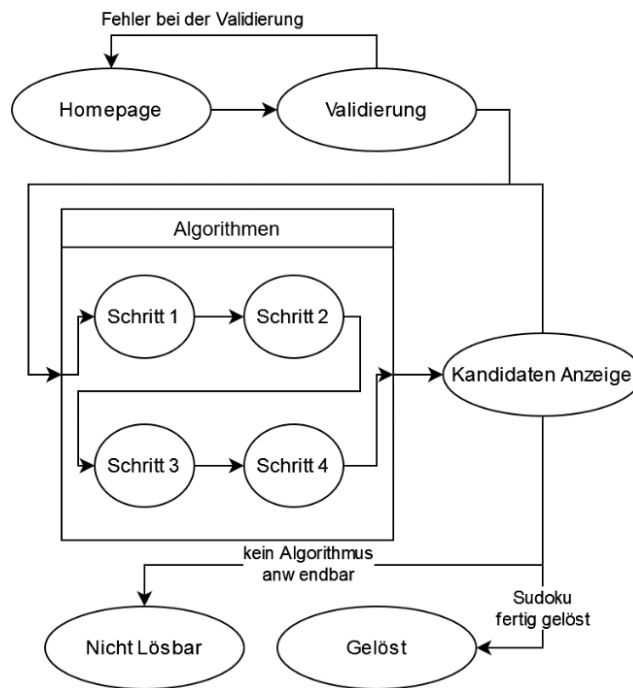 Fehler bei der Validierung
Homepage
Validierung
Algorithmen
Schritt 1
Schritt 2
Kandidaten Anzeige
Schritt 3
Schritt 4
kein Algorithmus
anw endbar
Sudoku
fertig gelöst
Nicht Lösbar
Gelöst